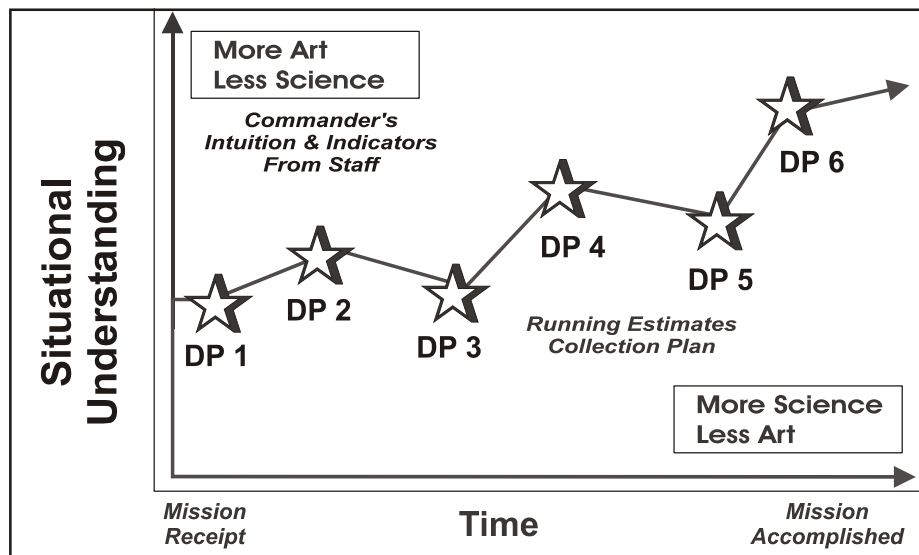 More Art
Less Science
Commander's
Intuition & Indicators
From Staff
Situational
Understanding
DP 1
DP 2
DP 3
DP 4
DP 5
DP 6
Running Estimates
Collection Plan
More Science
Less Art
Mission
Receipt
Time
Mission
Accomplished